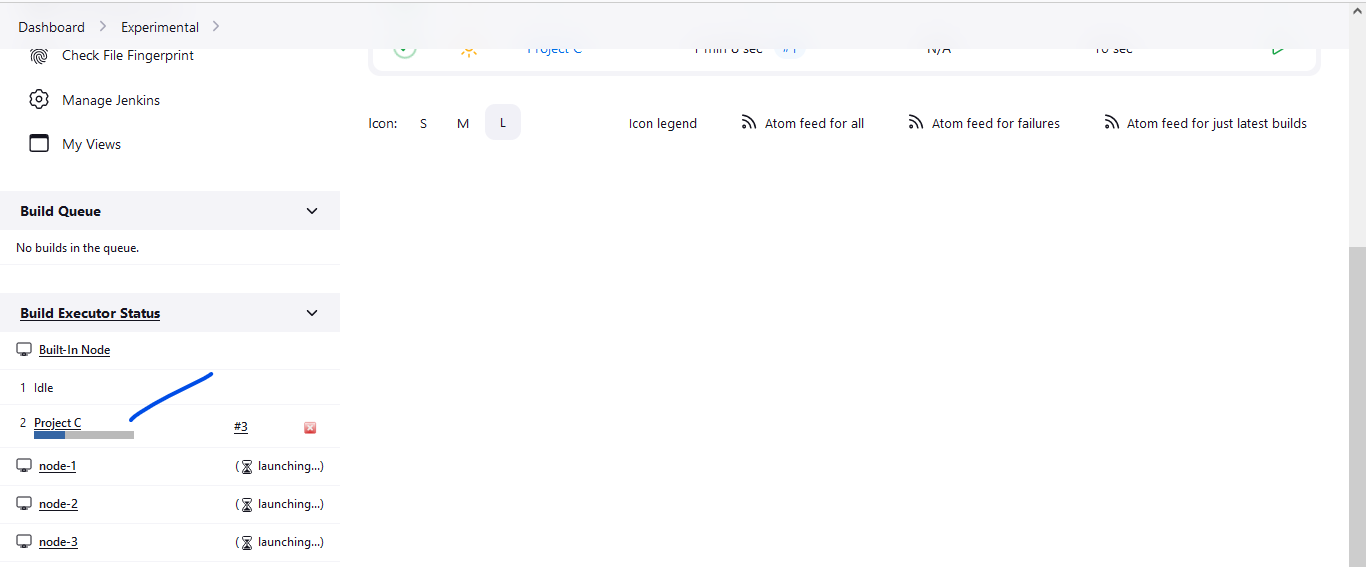 Dashboard Experimental
Check File Fingerprint
Project C 1 min 6 sec #1 N/A 10 sec
Manage Jenkins
Icon: S M L Icon legend Atom feed for all Atom feed for failures Atom feed for just latest builds
My Views
Build Queue
No builds in the queue.
Build Executor Status
Built-In Node
1 Idle
2 Project C #3
node-1 (launching...)
node-2 (launching...)
node-3 (launching...)